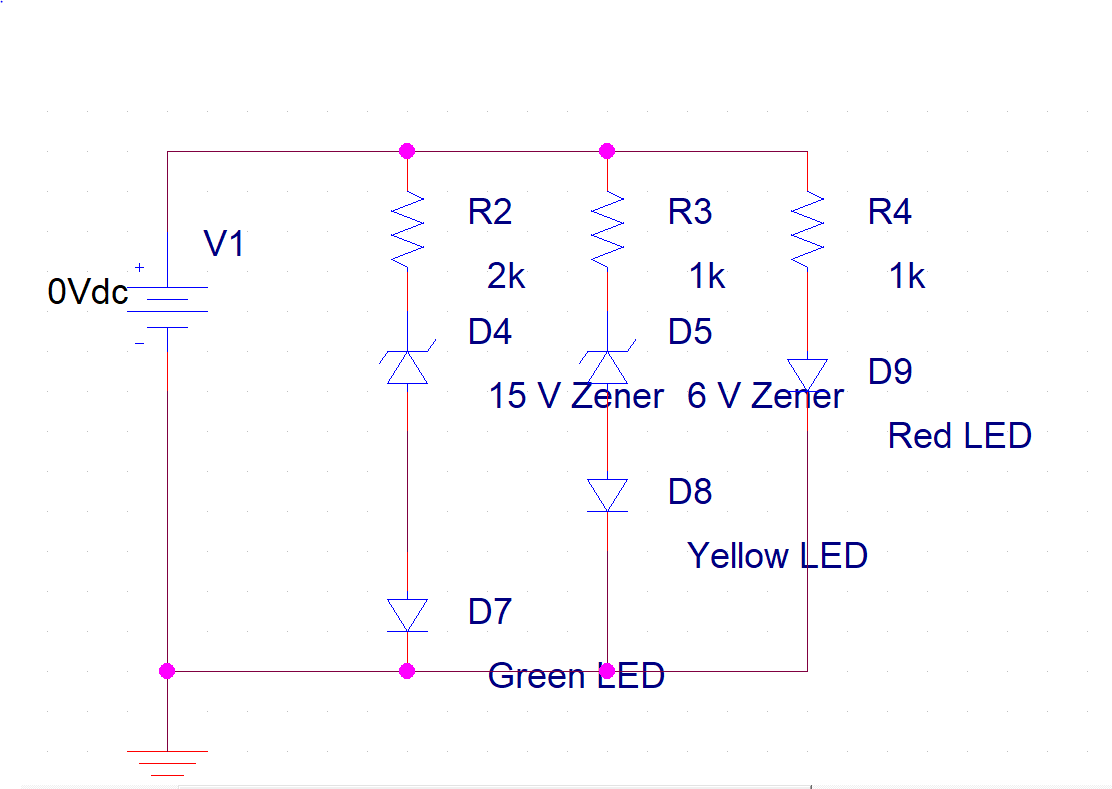 V1
+
0Vdc
-
R2
2k
R3
1k
R4
1k
D4
15 V Zener
D5
6 V Zener
D9
Red LED
D8
Yellow LED
D7
Green LED